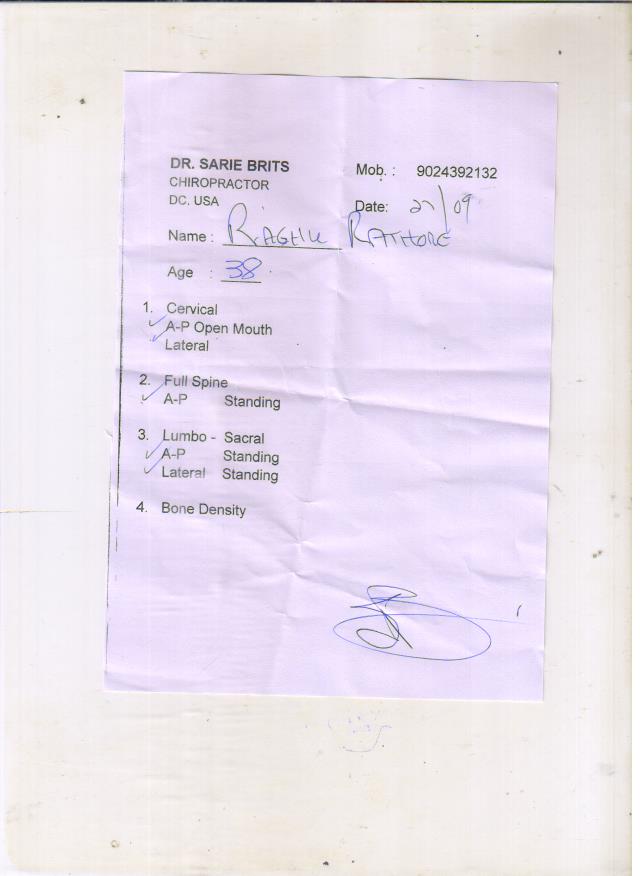 DR. SARIE BRITS
CHIROPRACTOR
DC. USA
Mob. : 9024392132
Date: 27/09
Name : RATHORE
Age : 38
1. Cervical
✓ A-P Open Mouth
✓ Lateral
2. Full Spine
✓ A-P Standing
3. Lumbo - Sacral
✓ A-P Standing
✓ Lateral Standing
4. Bone Density